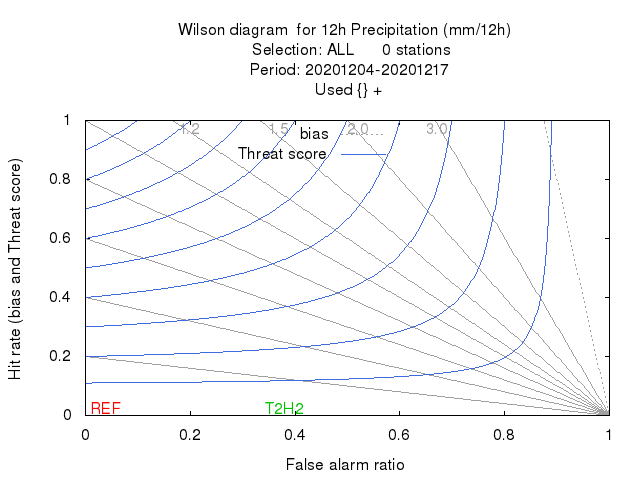 Wilson diagram  for 12h Precipitation (mm/12h)
Selection: ALL      0 stations
Period: 20201204-20201217
Used {} +
1.2 1.5 2.0 3.0
bias
Threat score
Hit rate (bias and Threat score)
1
0.8
0.6
0.4
0.2
0
REF T2H2
0 0.2 0.4 0.6 0.8 1
False alarm ratio